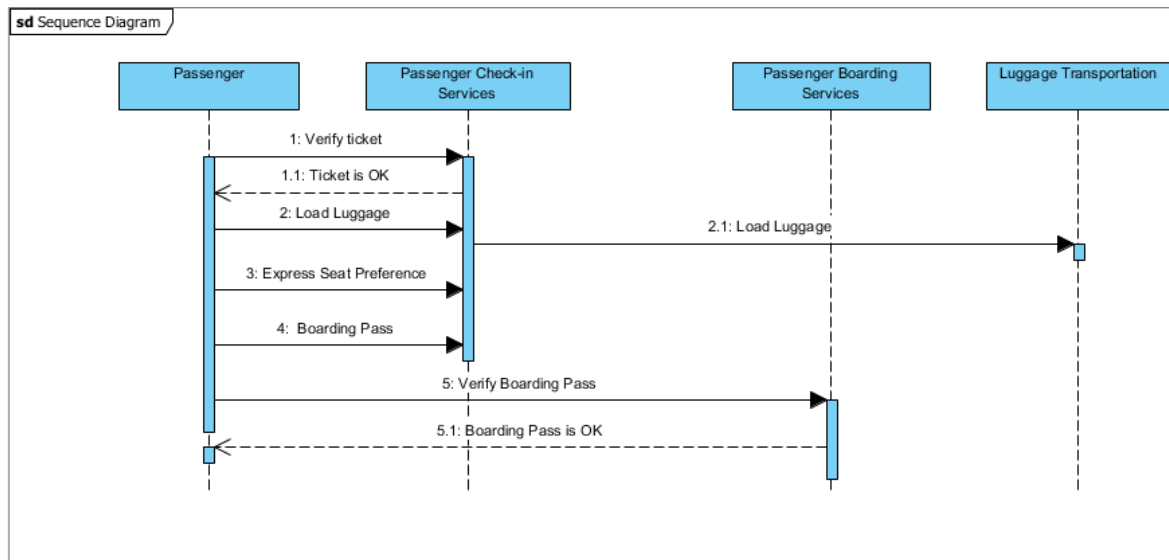 sd Sequence Diagram
Passenger
Passenger Check-in
Services
Passenger Boarding
Services
Luggage Transportation
1: Verify ticket
1.1: Ticket is OK
2: Load Luggage
2.1: Load Luggage
3: Express Seat Preference
4: Boarding Pass
5: Verify Boarding Pass
5.1: Boarding Pass is OK